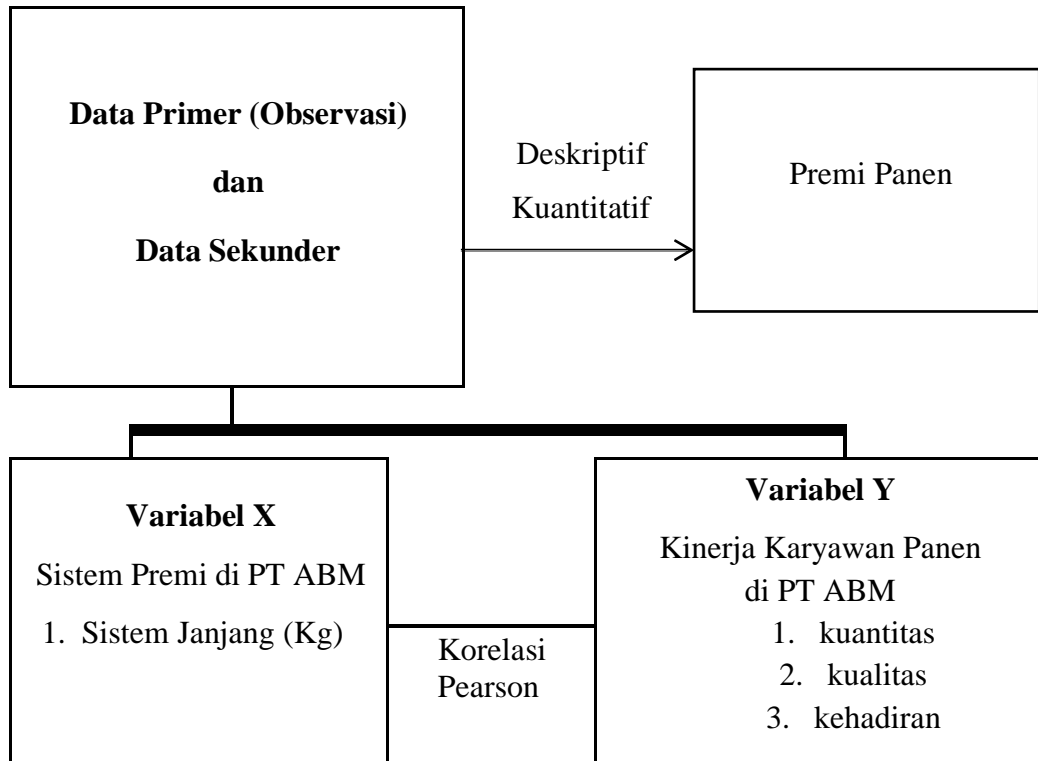 Data Primer (Observasi)
dan
Data Sekunder
Deskriptif
Kuantitatif
Premi Panen
Variabel X
Sistem Premi di PT ABM
1. Sistem Janjang (Kg)
Korelasi
Pearson
Variabel Y
Kinerja Karyawan Panen
di PT ABM
1. kuantitas
2. kualitas
3. kehadiran